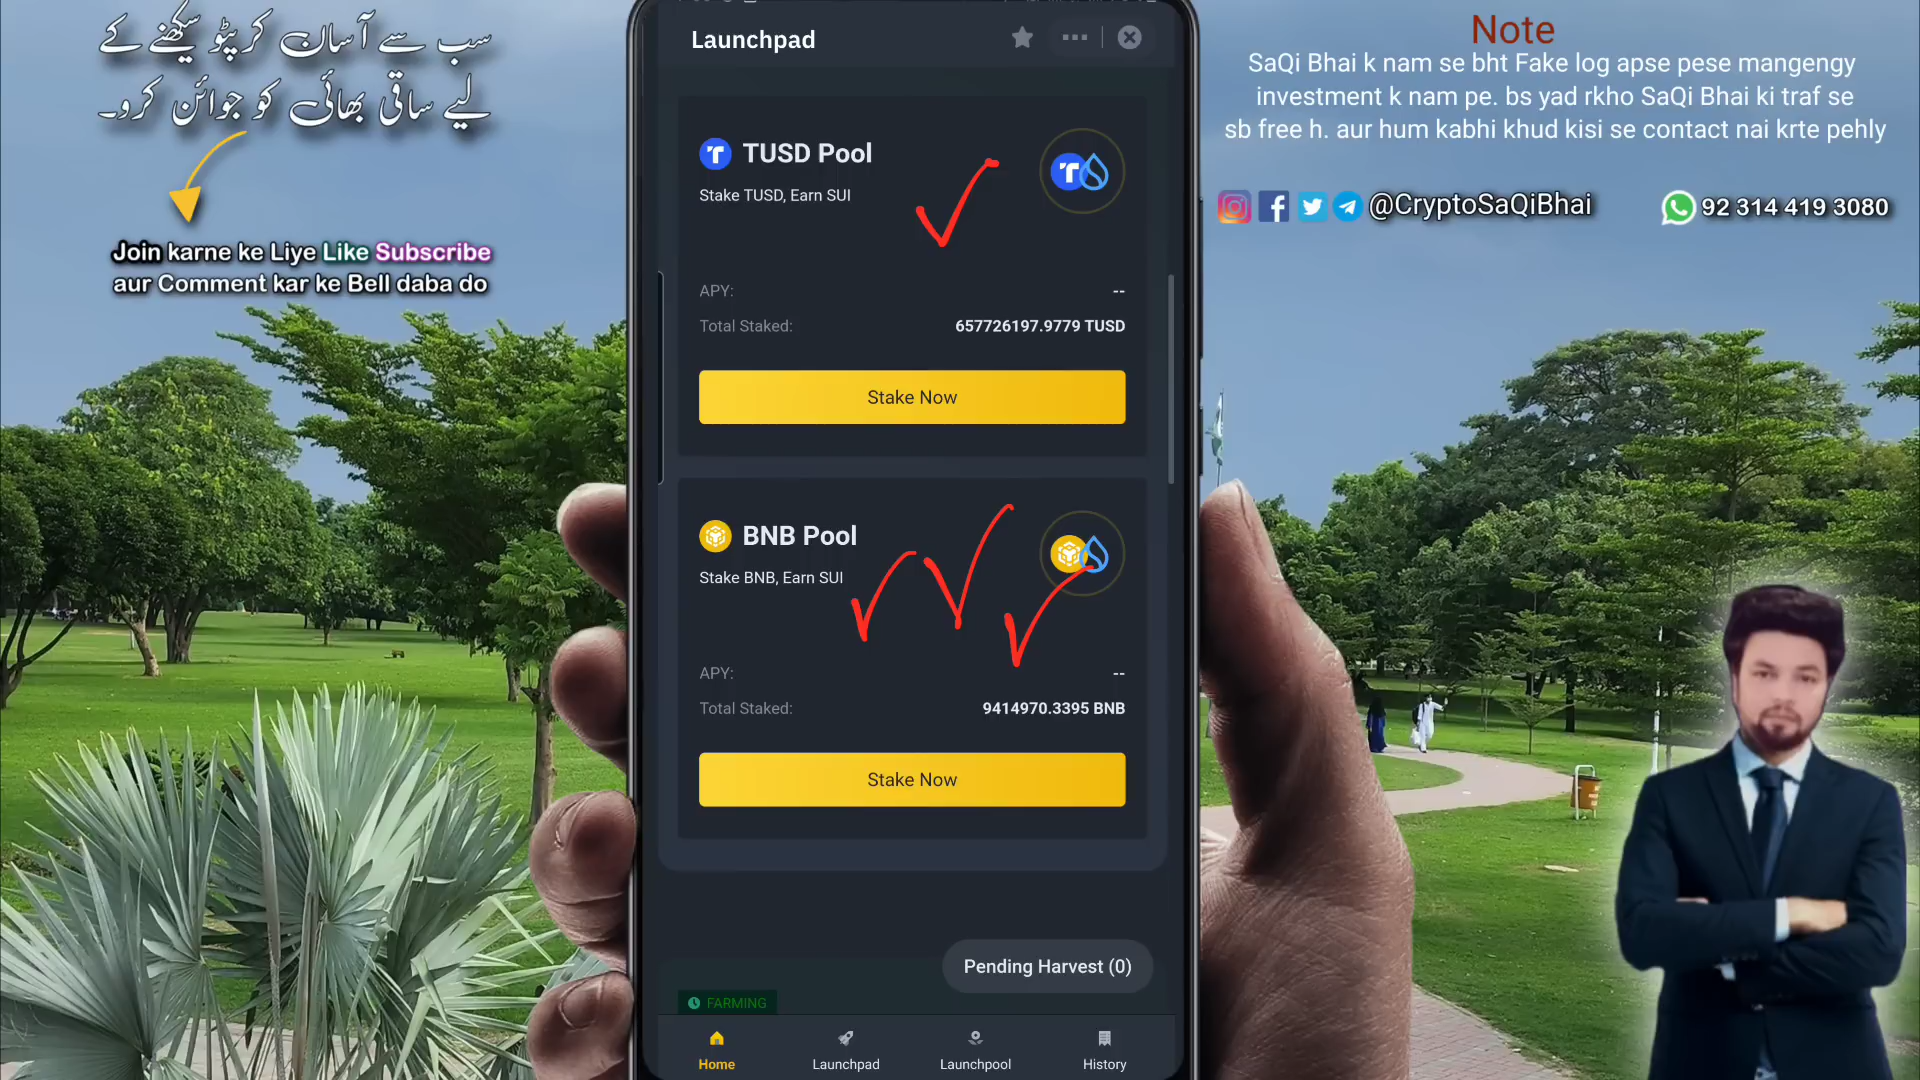 سب سے آسان کرپٹو سکھنے کے
لیے ساقی بھائی کو جوائن کرو۔
Join karne ke Liye Like Subscribe
aur Comment kar ke Bell daba do
Launchpad
TUSD Pool
Stake TUSD, Earn SUI
APY:
--
Total Staked:
657726197.9779 TUSD
Stake Now
BNB Pool
Stake BNB, Earn SUI
APY:
--
Total Staked:
9414970.3395 BNB
Stake Now
Pending Harvest (0)
FARMING
Home
Launchpad
Launchpool
History
Note
SaQi Bhai k nam se bht Fake log apse pese mangengy
investment k nam pe. bs yad rkho SaQi Bhai ki traf se
sb free h. aur hum kabhi khud kisi se contact nai krte pehly
@CryptoSaQiBhai
92 314 419 3080